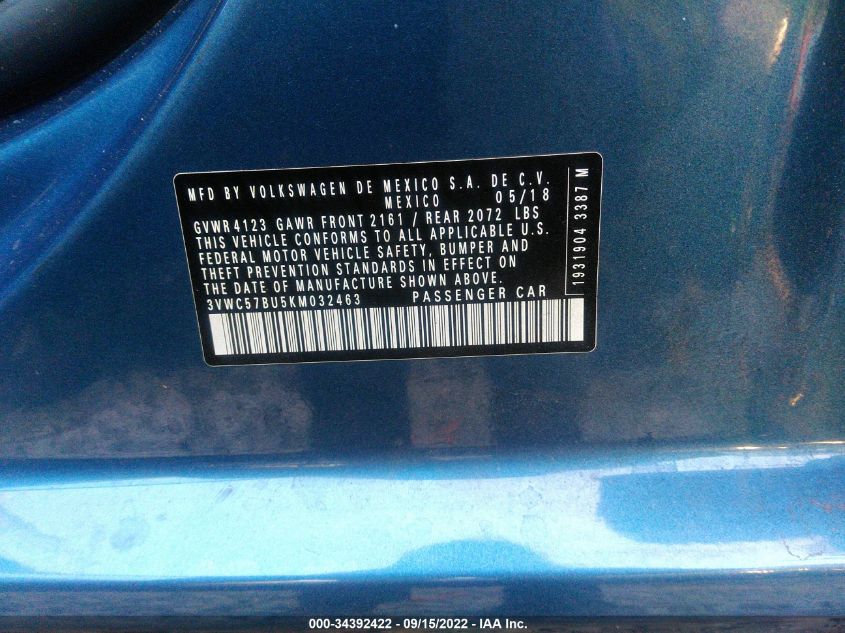 MFD BY VOLKSWAGEN DE MEXICO S.A. DE C.V.
MEXICO 05/18
GVWR 4123 GAWR FRONT 2161 / REAR 2072 LBS
THIS VEHICLE CONFORMS TO ALL APPLICABLE U.S.
FEDERAL MOTOR VEHICLE SAFETY, BUMPER AND
THEFT PREVENTION STANDARDS IN EFFECT ON
THE DATE OF MANUFACTURE SHOWN ABOVE.
3VWC57BU5KM032463 PASSENGER CAR
1931904 3387 M
000-34392422 - 09/15/2022 - IAA Inc.